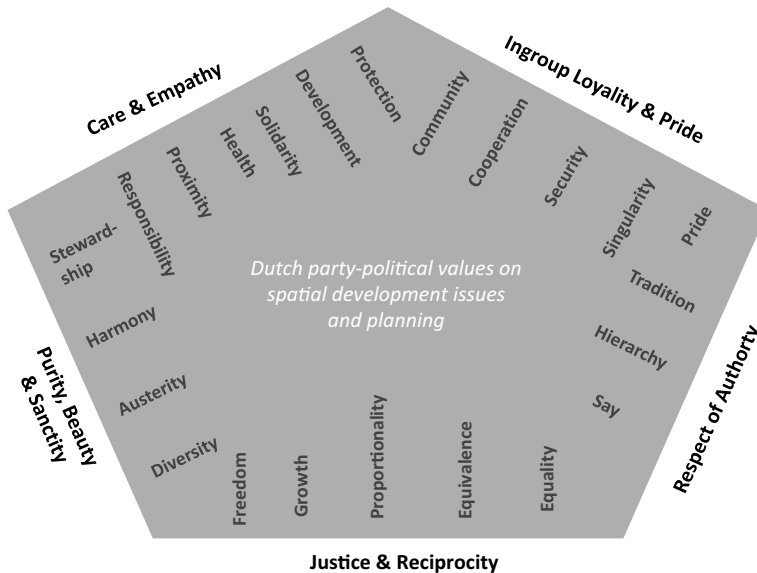 Care & Empathy
Ingroup Loyality & Pride
Protection
Development
Solidarity
Health
Proximity
Responsibility
Steward-
ship
Community
Cooperation
Security
Singularity
Pride
Dutch party-political values on
spatial development issues
and planning
Tradition
Hierarchy
Say
Respect of Authorty
Harmony
Austerity
Diversity
Purity, Beauty
& Sanctity
Freedom
Growth
Proportionality
Equivalence
Equality
Justice & Reciprocity